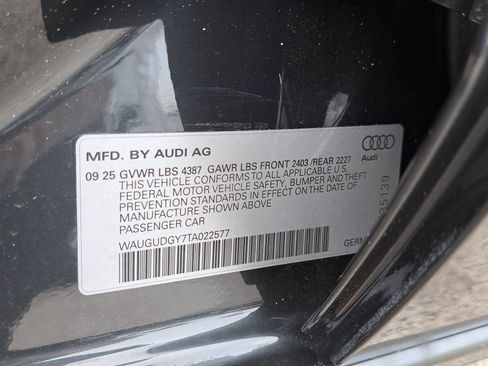 MFD. BY AUDI AG
09 25 GVWR LBS 4387 GAWR LBS FRONT 2403 /REAR 2227
THIS VEHICLE CONFORMS TO ALL APPLICABLE U.S.
FEDERAL MOTOR VEHICLE SAFETY, BUMPER AND THEFT
PREVENTION STANDARDS IN EFFECT ON THE DATE OF
MANUFACTURE SHOWN ABOVE
PASSENGER CAR
WAUGUDGY7TA022577
GERM
35139